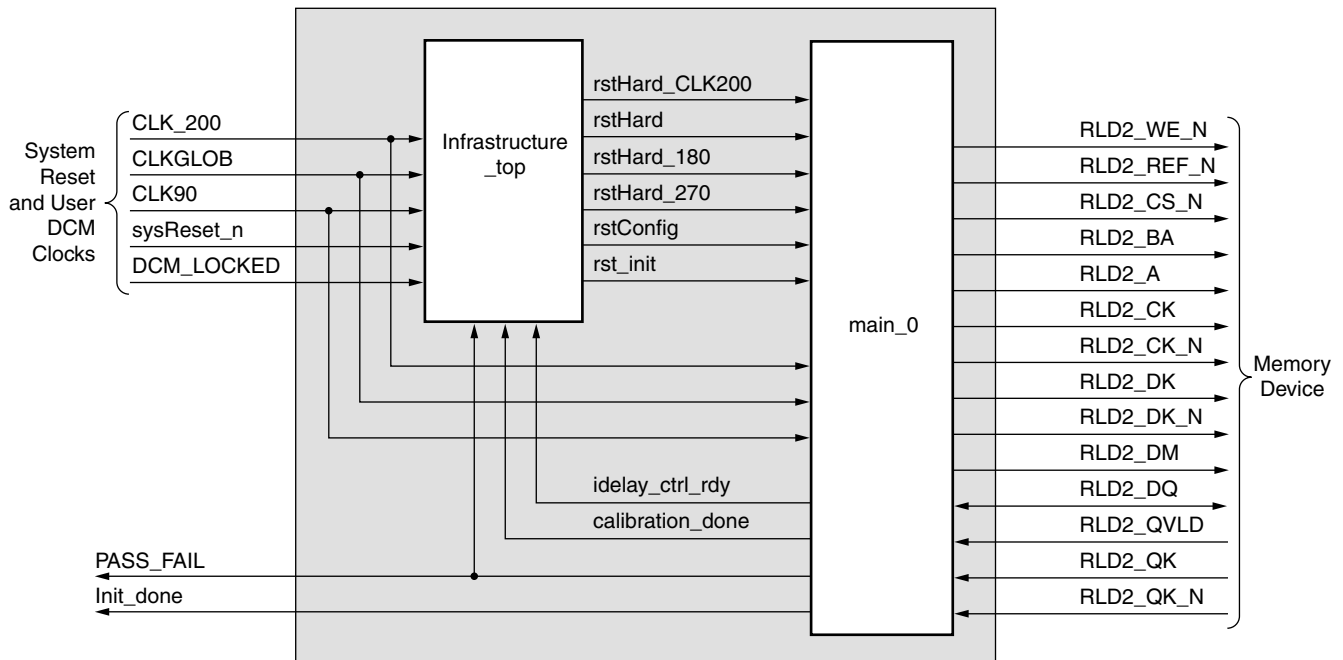 System
Reset
and User
DCM
Clocks
CLK_200
CLKGLOB
CLK90
sysReset_n
DCM_LOCKED
PASS_FAIL
Init_done
Infrastructure
_top
rstHard_CLK200
rstHard
rstHard_180
rstHard_270
rstConfig
rst_init
idelay_ctrl_rdy
calibration_done
main_0
RLD2_WE_N
RLD2_REF_N
RLD2_CS_N
RLD2_BA
RLD2_A
RLD2_CK
RLD2_CK_N
RLD2_DK
RLD2_DK_N
RLD2_DM
RLD2_DQ
RLD2_QVLD
RLD2_QK
RLD2_QK_N
Memory
Device